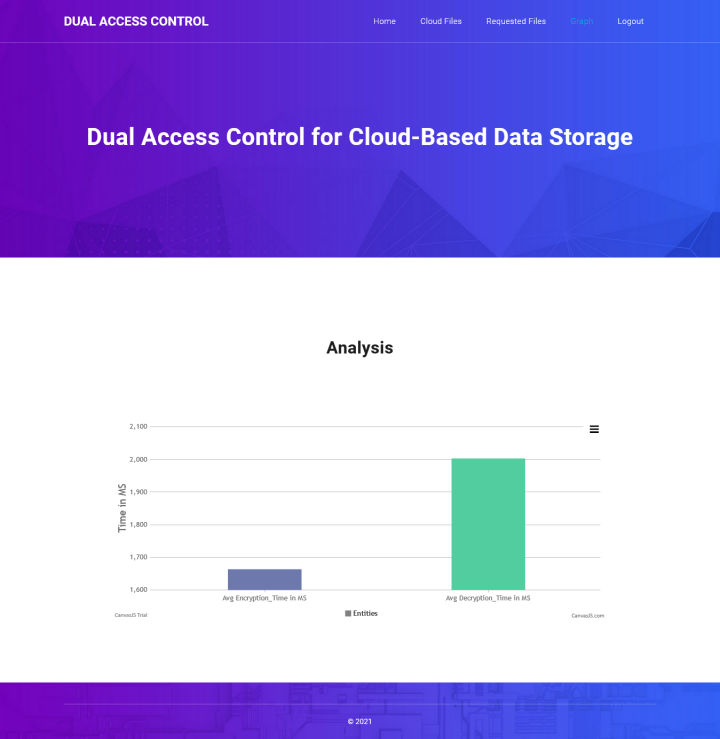 DUAL ACCESS CONTROL
Home Cloud Files Requested Files Graph Logout
Dual Access Control for Cloud-Based Data Storage
Analysis
2,100
2,000
1,900
1,800
1,700
1,600
Time in MS
Avg Encryption_Time in MS Avg Decryption_Time in MS
Entities
CanvasJS Trial CanvasJS.com
© 2021